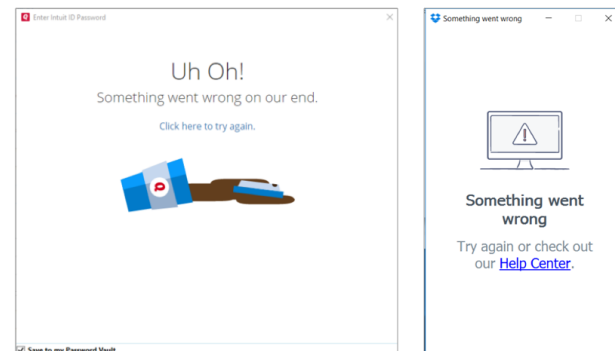 Enter Intuit ID Password
Uh Oh!
Something went wrong on our end.
Click here to try again.
Save to my Password Vault
Something went wrong
Something went
wrong
Try again or check out
our Help Center.